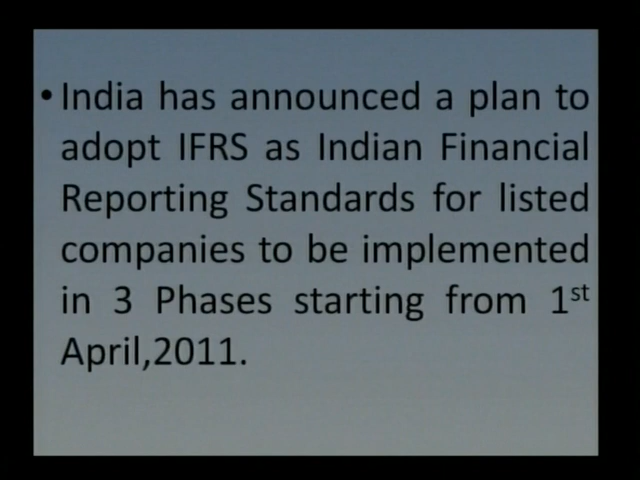 • India has announced a plan to
adopt IFRS as Indian Financial
Reporting Standards for listed
companies to be implemented
in 3 Phases starting from 1st
April,2011.